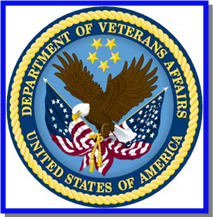 DEPARTMENT OF VETERANS AFFAIRS
UNITED STATES OF AMERICA